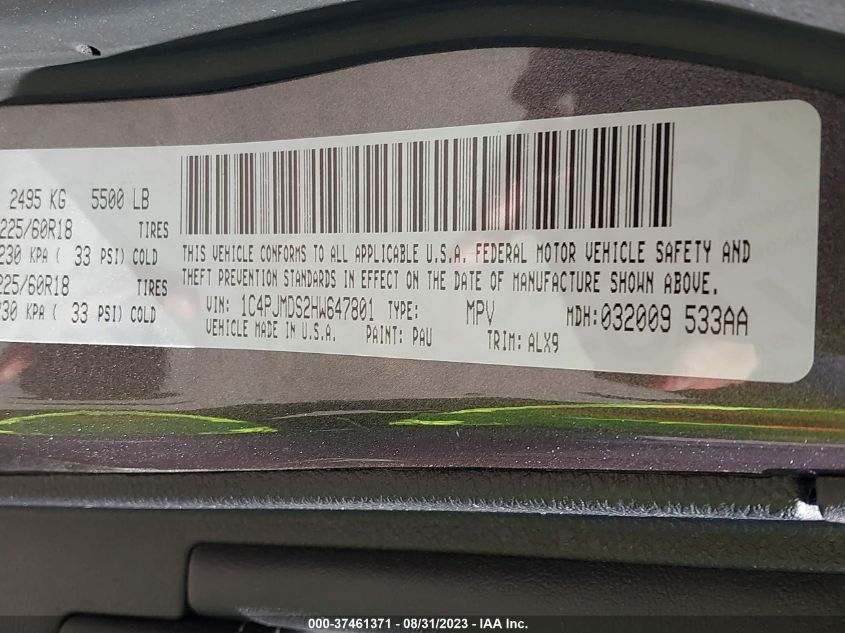 2495 KG 5500 LB
225/60R18 TIRES
230 KPA ( 33 PSI) COLD
225/60R18 TIRES
230 KPA ( 33 PSI) COLD
THIS VEHICLE CONFORMS TO ALL APPLICABLE U.S.A. FEDERAL MOTOR VEHICLE SAFETY AND
THEFT PREVENTION STANDARDS IN EFFECT ON THE DATE OF MANUFACTURE SHOWN ABOVE.
VIN: 1C4PJMDS2HW647801 TYPE: MPV MDH:032009 533AA
VEHICLE MADE IN U.S.A. PAINT: PAU TRIM: ALX9
000-37461371 - 08/31/2023 - IAA Inc.